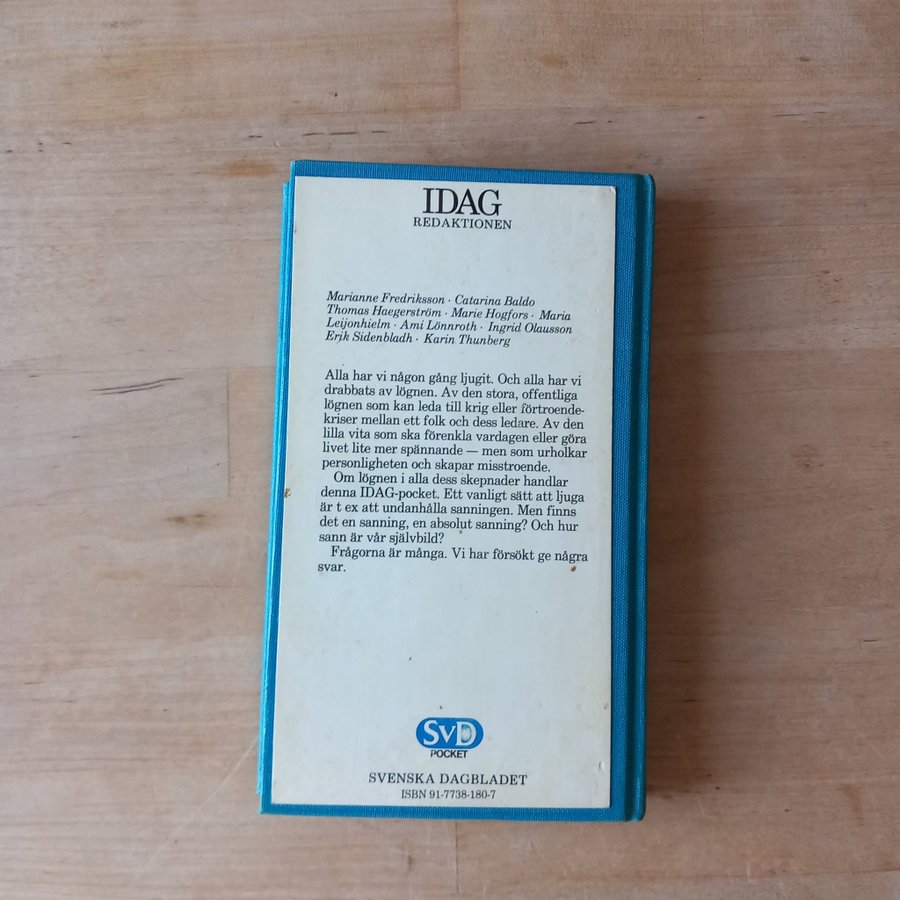 IDAG
REDAKTIONEN
Marianne Fredriksson · Catarina Baldo
Thomas Haegerström · Marie Hogfors · Maria
Leijonhielm · Ami Lönnroth · Ingrid Olausson
Erik Sidenbladh · Karin Thunberg
Alla har vi någon gång ljugit. Och alla har vi
drabbats av lögnen. Av den stora, offentliga
lögnen som kan leda till krig eller förtroende-
kriser mellan ett folk och dess ledare. Av den
lilla vita som ska förenkla vardagen eller göra
livet lite mer spännande — men som urholkar
personligheten och skapar misstroende.
Om lögnen i alla dess skepnader handlar
denna IDAG-pocket. Ett vanligt sätt att ljuga
är t ex att undanhålla sanningen. Men finns
det en sanning, en absolut sanning? Och hur
sann är vår självbild?
Frågorna är många. Vi har försökt ge några
svar.
SvD
POCKET
SVENSKA DAGBLADET
ISBN 91-7738-180-7